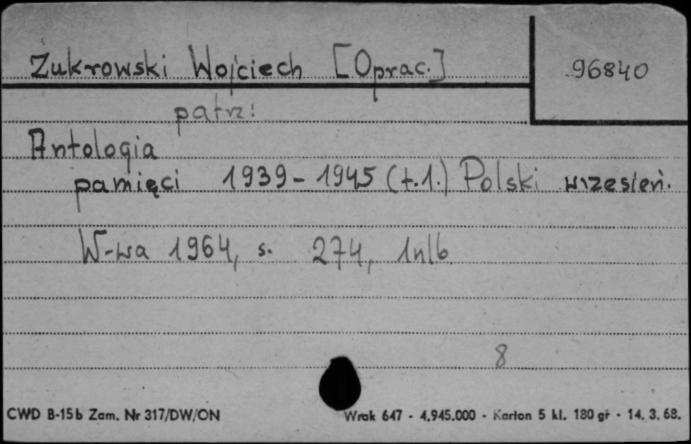 Zukrowski Wojciech [Oprac.]
96840
patrz:
Antologia
pamięci 1939-1945 (t.1.) Polski wrzesień.
W-wa 1964, s. 274, 1nlb
8
CWD B-15b Zam. Nr 317/DW/ON
Wrak 647 - 4.945.000 - Karton 5 kl. 180 gr - 14. 3. 68.